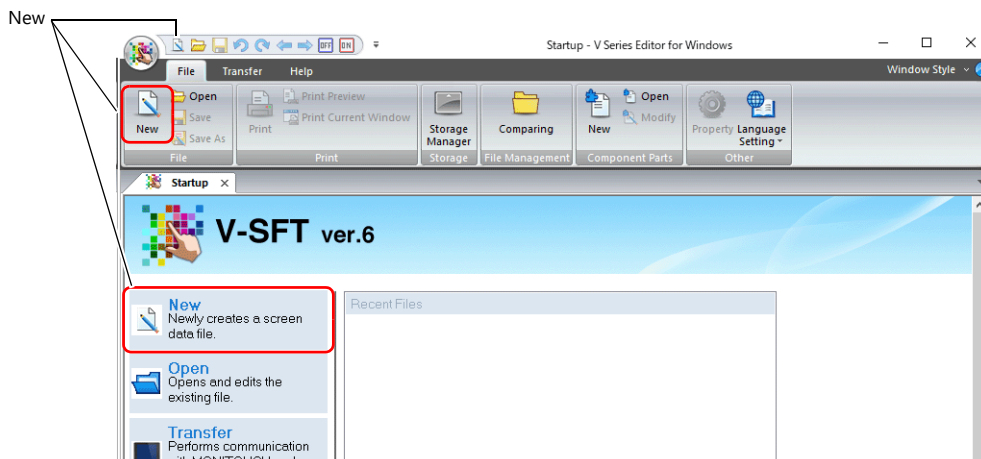 New
OFF ON
Startup - V Series Editor for Windows
File Transfer Help
Window Style
New
Open
Save
Save As
File
Print
Print Preview
Print Current Window
Print
Storage
Manager
Storage
Comparing
File Management
New
Open
Modify
Component Parts
Property
Language
Setting
Other
Startup ×
V-SFT ver.6
New
Newly creates a screen
data file.
Open
Opens and edits the
existing file.
Transfer
Performs communication
Recent Files